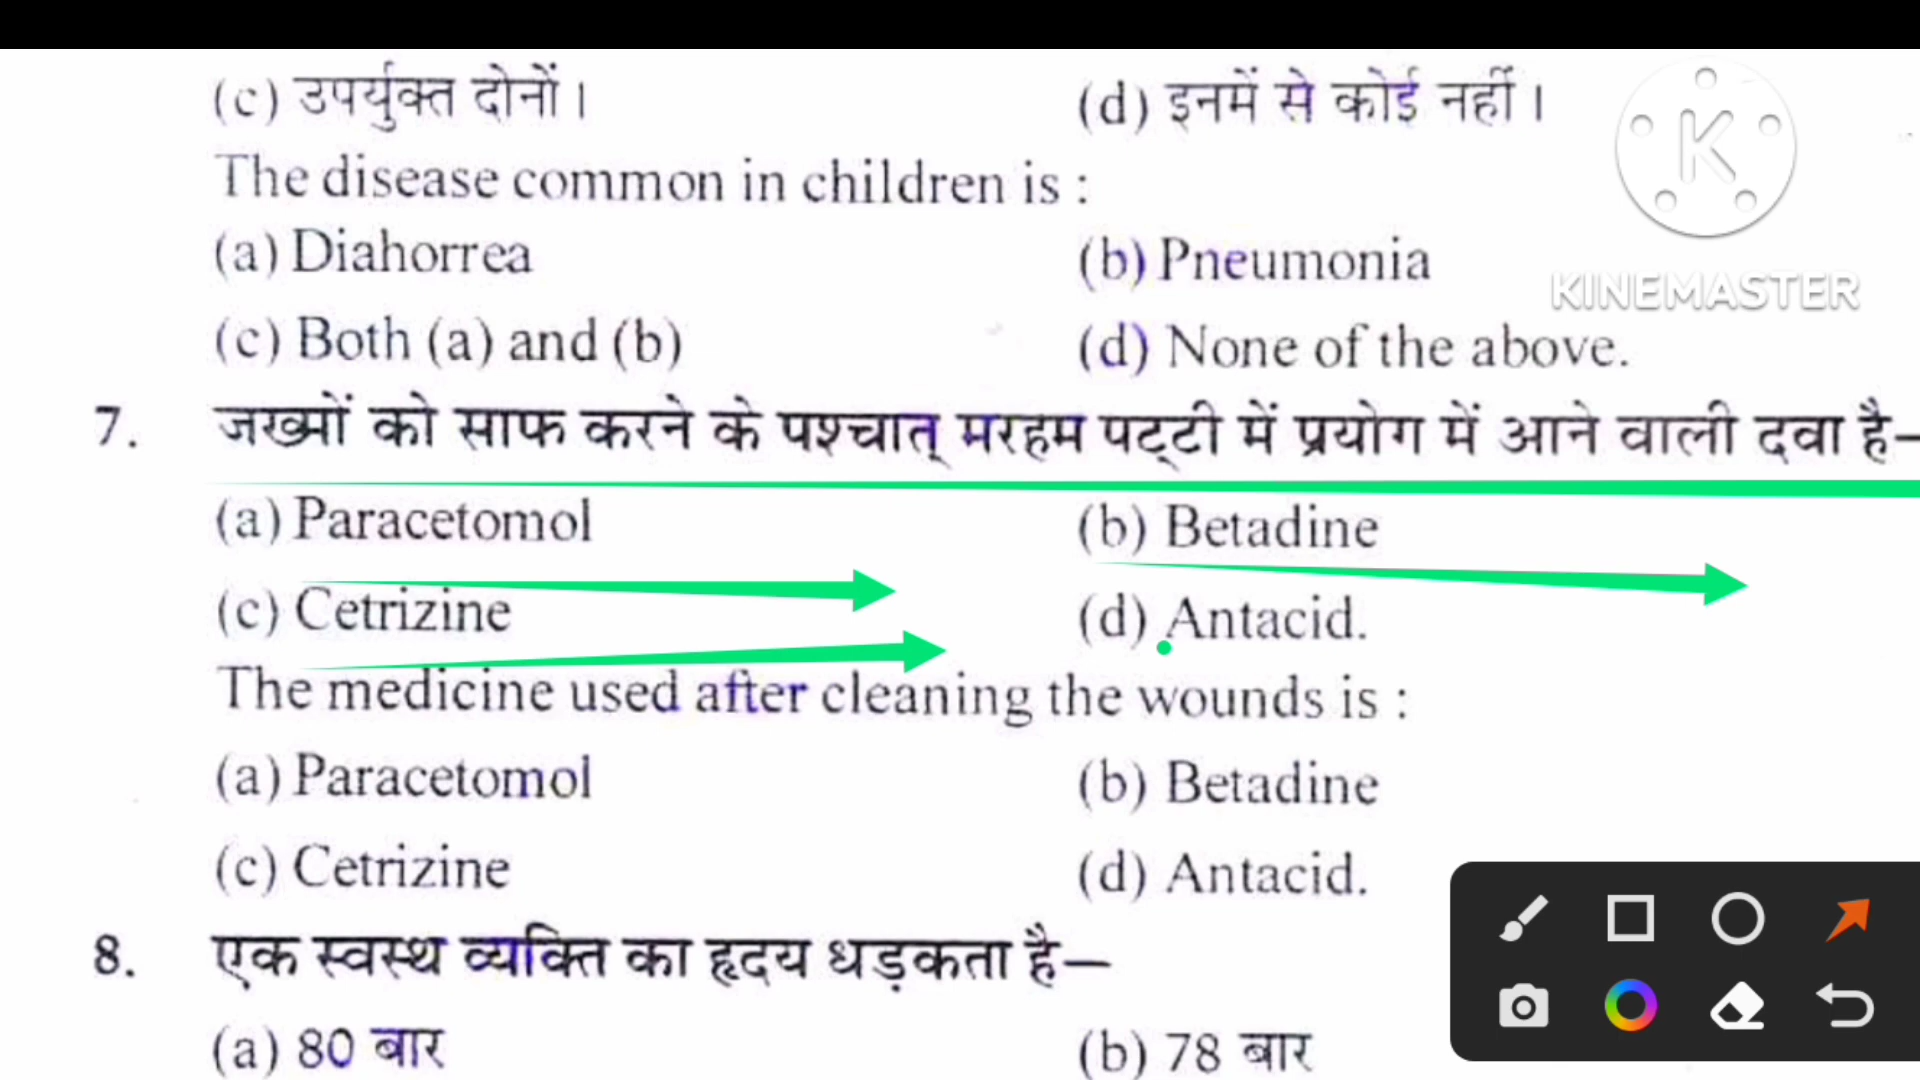 (c) उपर्युक्त दोनों।
(d) इनमें से कोई नहीं।
The disease common in children is :
(a) Diahorrea
(b) Pneumonia
(c) Both (a) and (b)
(d) None of the above.
K
KINEMASTER
7. जख्मों को साफ करने के पश्चात् मरहम पट्टी में प्रयोग में आने वाली दवा है—
(a) Paracetomol
(b) Betadine
(c) Cetrizine
(d) Antacid.
The medicine used after cleaning the wounds is :
(a) Paracetomol
(b) Betadine
(c) Cetrizine
(d) Antacid.
8. एक स्वस्थ व्यक्ति का हृदय धड़कता है—
(a) 80 बार
(b) 78 बार